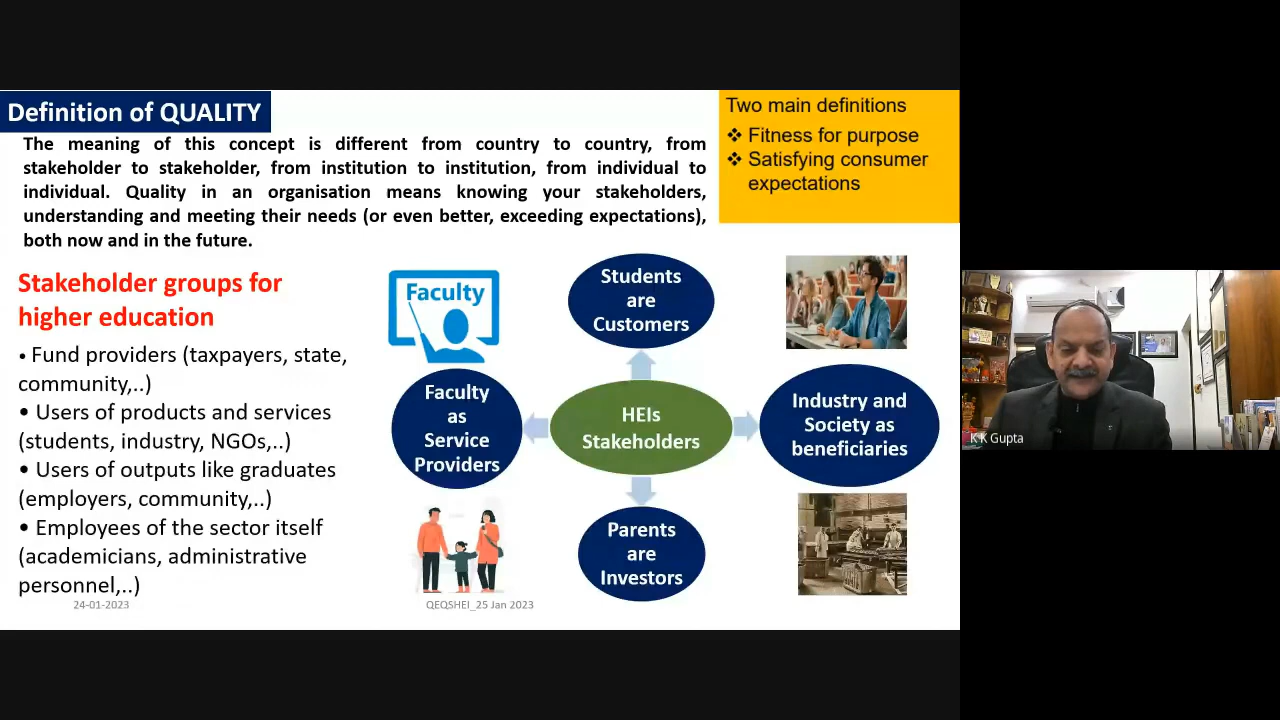 Definition of QUALITY
The meaning of this concept is different from country to country, from
stakeholder to stakeholder, from institution to institution, from individual to
individual. Quality in an organisation means knowing your stakeholders,
understanding and meeting their needs (or even better, exceeding expectations),
both now and in the future.
Two main definitions
❖ Fitness for purpose
❖ Satisfying consumer
expectations
Stakeholder groups for
higher education
• Fund providers (taxpayers, state,
community,..)
• Users of products and services
(students, industry, NGOs,..)
• Users of outputs like graduates
(employers, community,..)
• Employees of the sector itself
(academicians, administrative
personnel,..)
Faculty
Students
are
Customers
Faculty
as
Service
Providers
HEIs
Stakeholders
Industry and
Society as
beneficiaries
Parents
are
Investors
24-01-2023
QEQSHEI_25 Jan 2023
K K Gupta